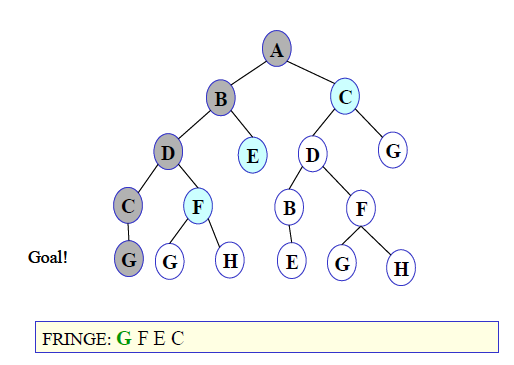 A
B C
D E D G
C F B F
Goal! G G H E G H
FRINGE: G F E C